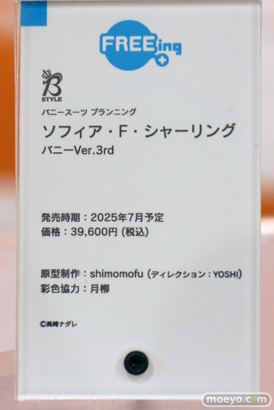 FREEing
B
STYLE
バニースーツ プランニング
ソフィア・F・シャーリング
バニーVer.3rd
発売時期：2025年7月予定
価格：39,600円 (税込)
原型制作：shimomofu (ディレクション：YOSHI)
彩色協力：月柳
©高峰ナダレ
www.moeyo.com